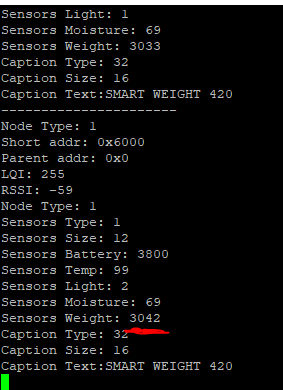 Sensors Light: 1
Sensors Moisture: 69
Sensors Weight: 3033
Caption Type: 32
Caption Size: 16
Caption Text:SMART WEIGHT 420
----------------------
Node Type: 1
Short addr: 0x6000
Parent addr: 0x0
LQI: 255
RSSI: -59
Node Type: 1
Sensors Type: 1
Sensors Size: 12
Sensors Battery: 3800
Sensors Temp: 99
Sensors Light: 2
Sensors Moisture: 69
Sensors Weight: 3042
Caption Type: 32
Caption Size: 16
Caption Text:SMART WEIGHT 420